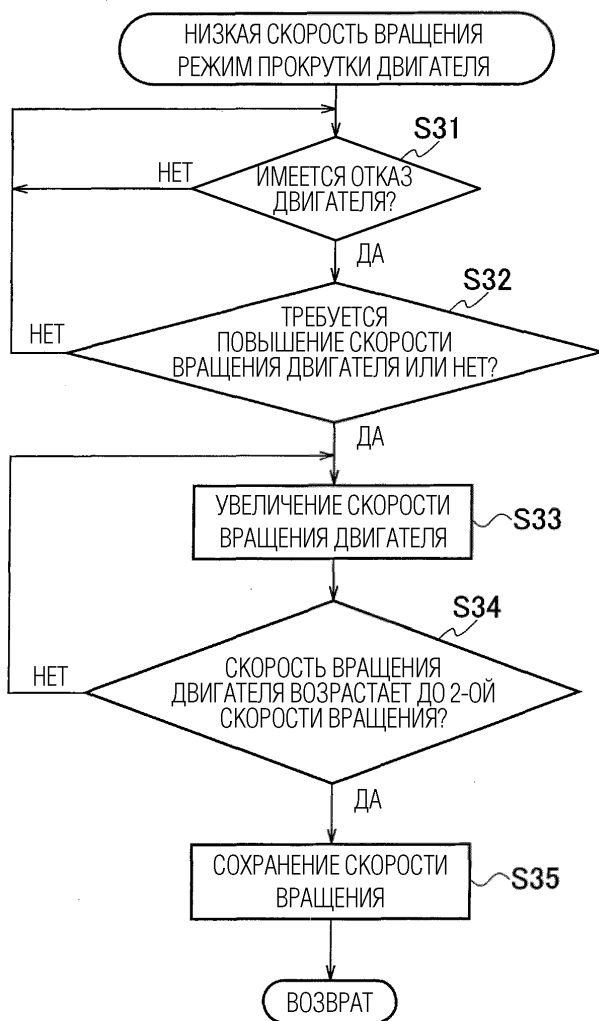 НИЗКАЯ СКОРОСТЬ ВРАЩЕНИЯ
РЕЖИМ ПРОКРУТКИ ДВИГАТЕЛЯ
S31
НЕТ
ИМЕЕТСЯ ОТКАЗ
ДВИГАТЕЛЯ?
ДА
S32
НЕТ
ТРЕБУЕТСЯ
ПОВЫШЕНИЕ СКОРОСТИ
ВРАЩЕНИЯ ДВИГАТЕЛЯ ИЛИ НЕТ?
ДА
УВЕЛИЧЕНИЕ СКОРОСТИ
ВРАЩЕНИЯ ДВИГАТЕЛЯ
S33
S34
НЕТ
СКОРОСТЬ ВРАЩЕНИЯ
ДВИГАТЕЛЯ ВОЗРАСТАЕТ ДО 2-ОЙ
СКОРОСТИ ВРАЩЕНИЯ?
ДА
СОХРАНЕНИЕ СКОРОСТИ
ВРАЩЕНИЯ
S35
ВОЗВРАТ